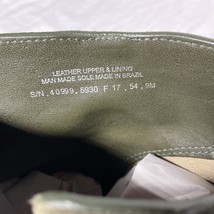 LEATHER UPPER & LINING
MAN MADE SOLE MADE IN BRAZIL
S/N. 40999.5930 F 17 .54 .9M